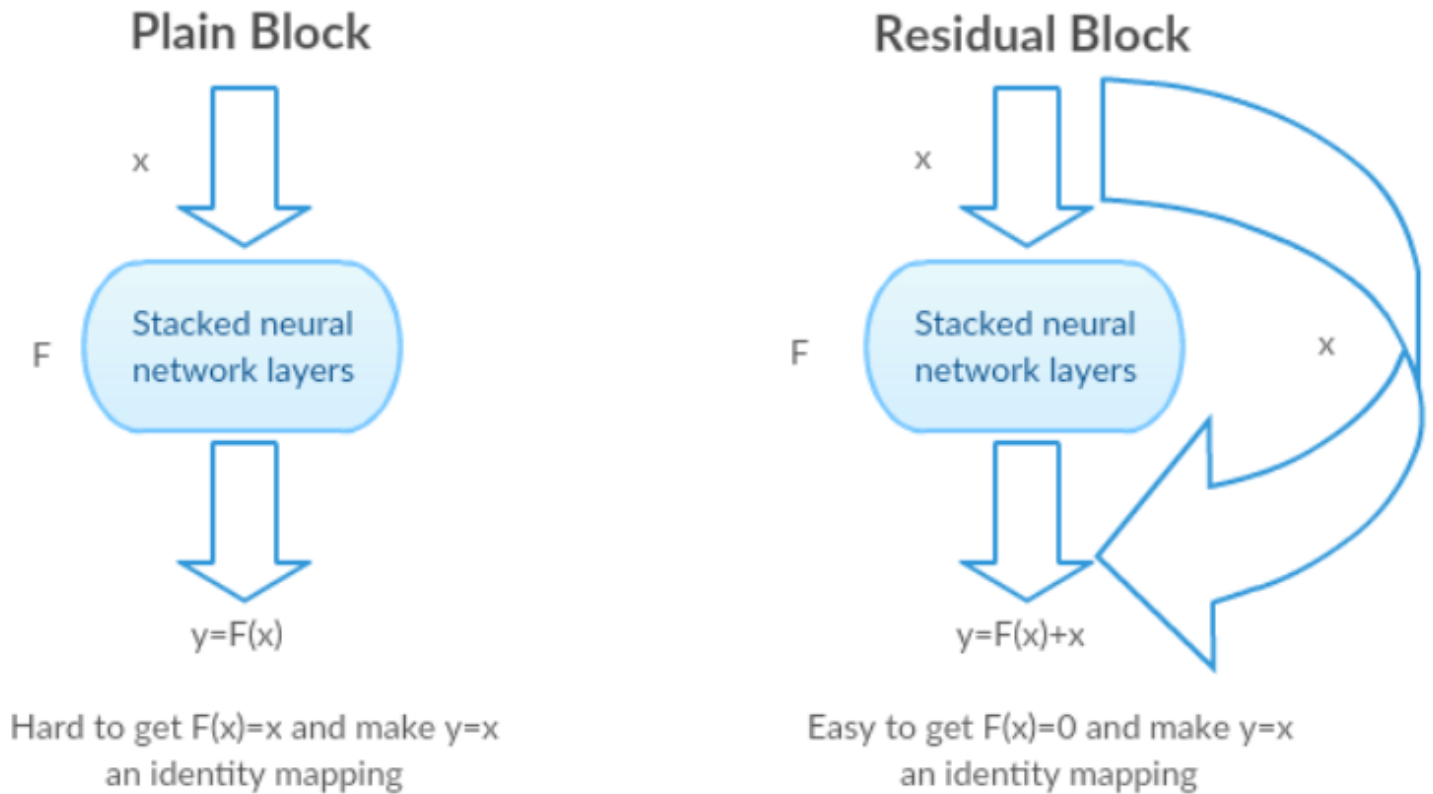 Plain Block
x
F
Stacked neural
network layers
y=F(x)
Hard to get F(x)=x and make y=x
an identity mapping
Residual Block
x
F
Stacked neural
network layers
x
y=F(x)+x
Easy to get F(x)=0 and make y=x
an identity mapping